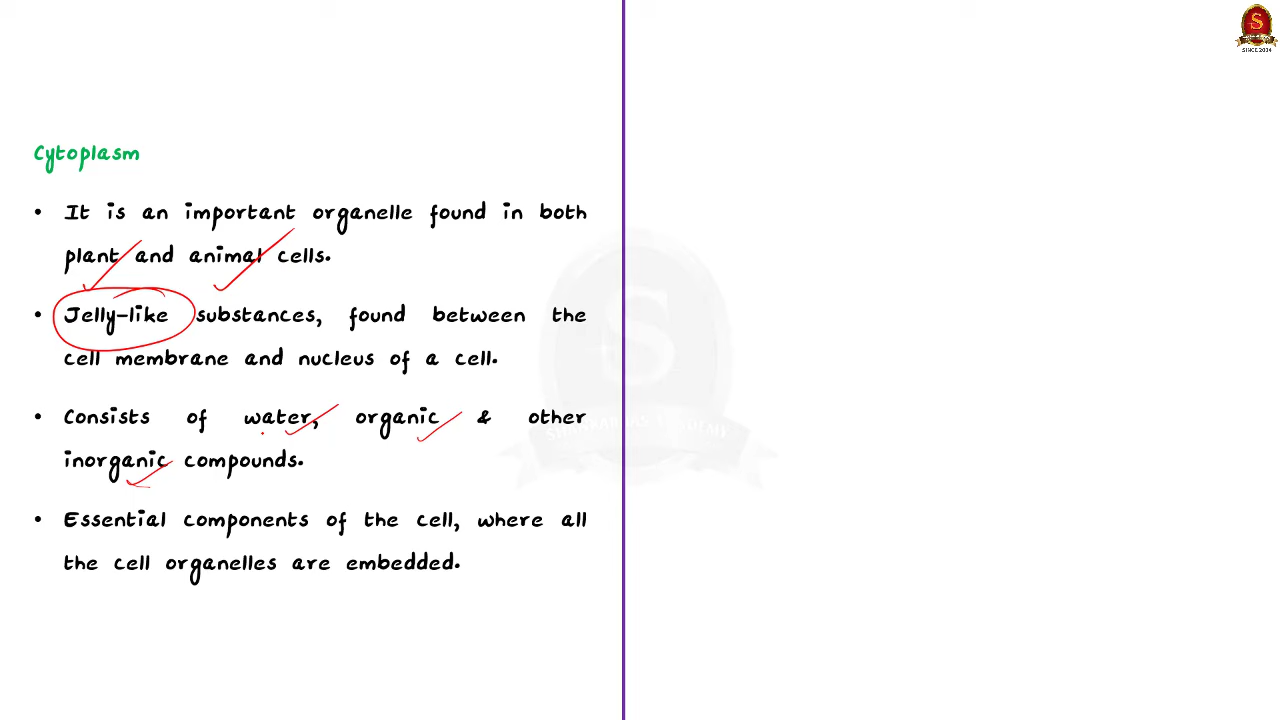 Cytoplasm
• It is an important organelle found in both
plant and animal cells.
• Jelly-like substances, found between the
cell membrane and nucleus of a cell.
• Consists of water, organic & other
inorganic compounds.
• Essential components of the cell, where all
the cell organelles are embedded.
S
SINCE 2004